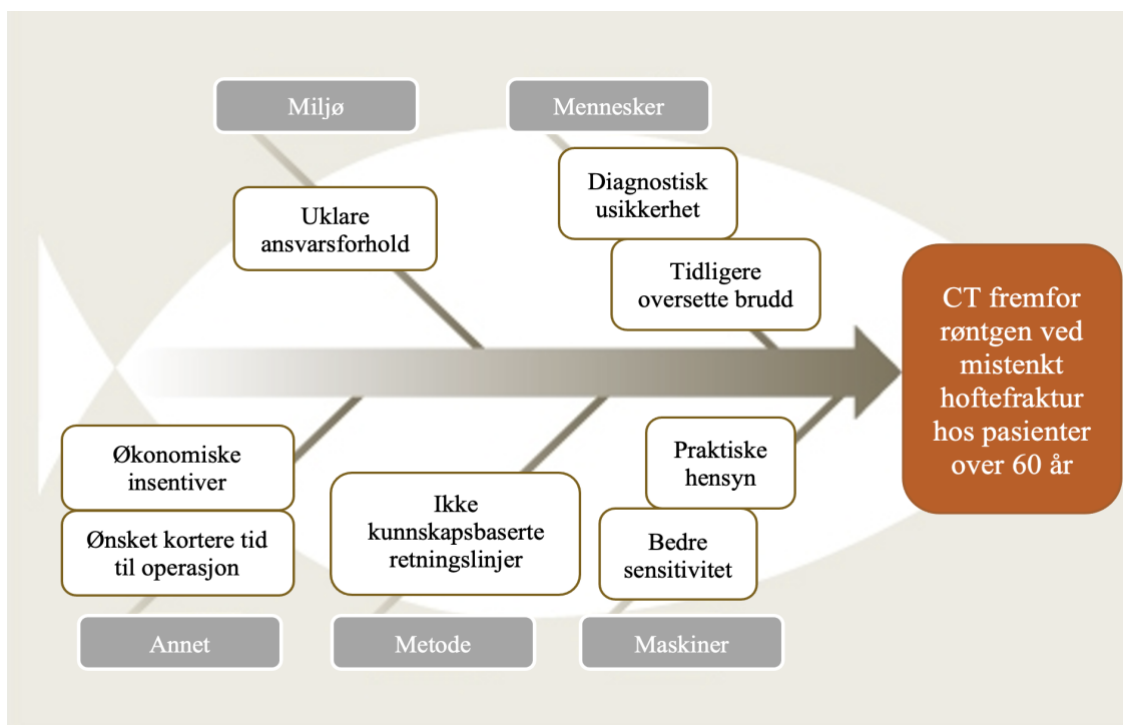 Miljø
Mennesker
Diagnostisk
usikkerhet
Uklare
ansvarsforhold
Tidligere
oversette brudd
CT fremfor
røntgen ved
mistenkt
hoftefraktur
hos pasienter
over 60 år
Økonomiske
insentiver
Ønsket kortere tid
til operasjon
Ikke
kunnskapsbaserte
retningslinjer
Praktiske
hensyn
Bedre
sensitivitet
Annet
Metode
Maskiner